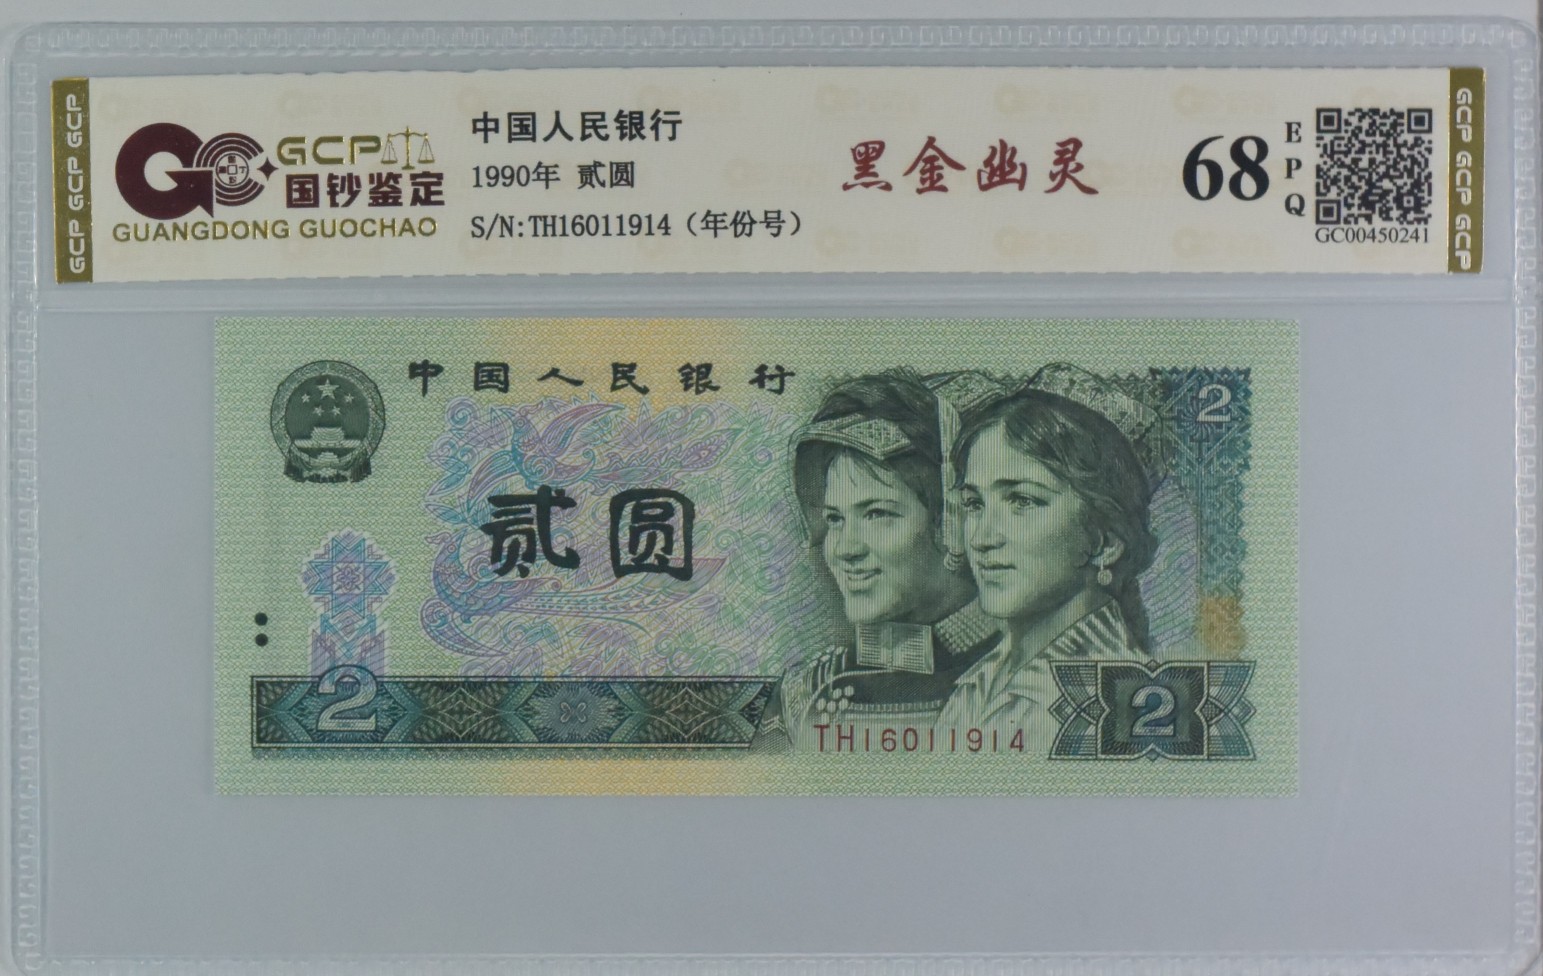 GCP GCP GCP
GCP
国钞鉴定
GUANGDONG GUOCHAO
中国人民银行
1990年 贰圆
S/N:TH16011914（年份号）
黑金幽灵
68
E
P
Q
GC00450241
GCP GCP GCP
中国人民银行
2
贰圆
2
TH16011914
2